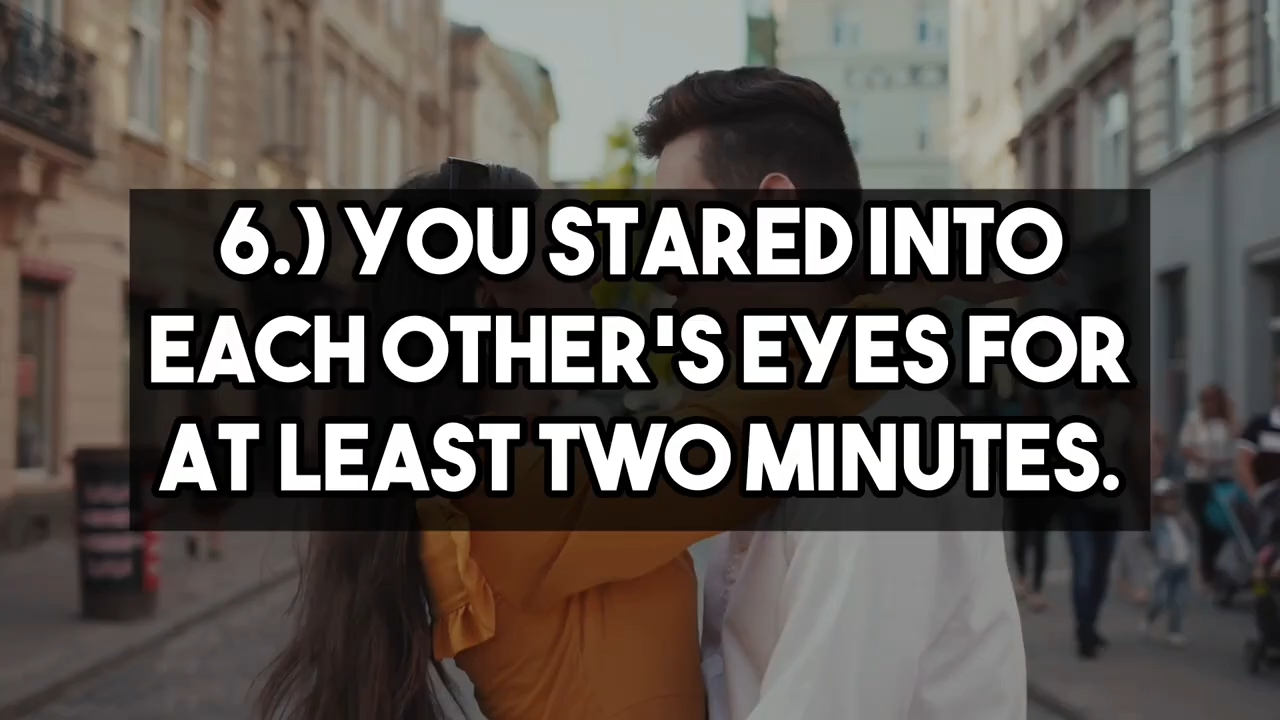 6.) YOU STARED INTO
EACH OTHER'S EYES FOR
AT LEAST TWO MINUTES.